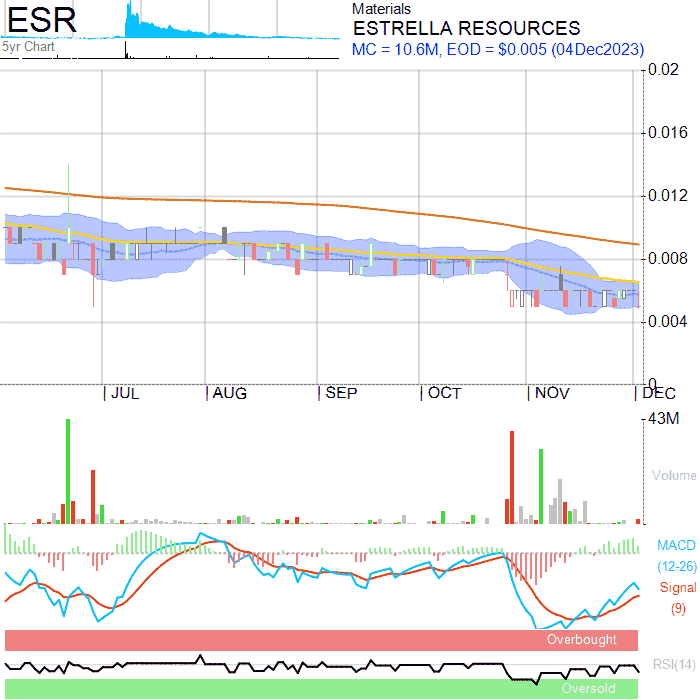 ESR
5yr Chart
Materials
ESTRELLA RESOURCES
MC = 10.6M, EOD = $0.005 (04Dec2023)
0.02
0.016
0.012
0.008
0.004
0
JUL
AUG
SEP
OCT
NOV
DEC
43M
Volume
MACD
(12-26)
Signal
(9)
Overbought
RSI(14)
Oversold